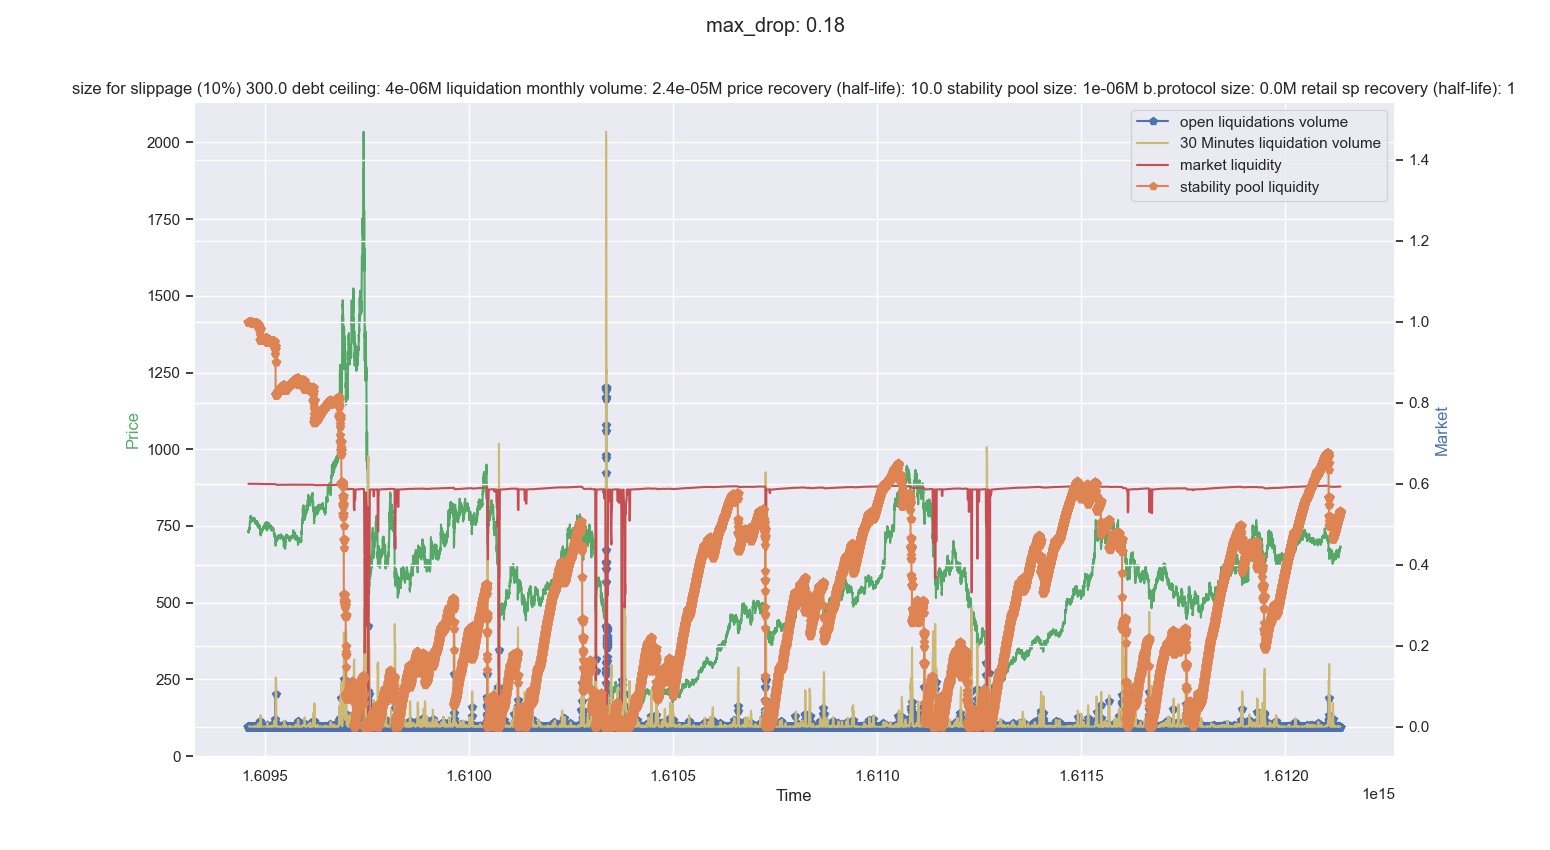 max_drop: 0.18
size for slippage (10%) 300.0 debt ceiling: 4e-06M liquidation monthly volume: 2.4e-05M price recovery (half-life): 10.0 stability pool size: 1e-06M b.protocol size: 0.0M retail sp recovery (half-life): 1
open liquidations volume
30 Minutes liquidation volume
market liquidity
stability pool liquidity
2000
1750
1500
1250
1000
750
500
250
0
Price
1.4
1.2
1.0
0.8
0.6
0.4
0.2
0.0
Market
1.6095 1.6100 1.6105 1.6110 1.6115 1.6120
Time
1e15